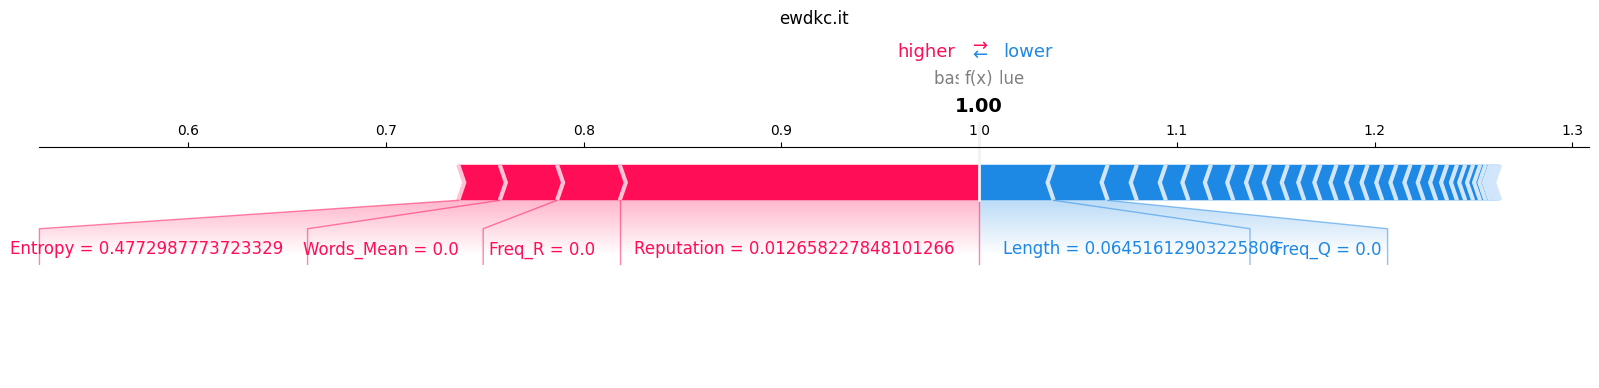 ewdkc.it
higher ⇄ lower
f(x)
1.00
0.6 0.7 0.8 0.9 1.0 1.1 1.2 1.3
Entropy = 0.4772987773723329 Words_Mean = 0.0 Freq_R = 0.0 Reputation = 0.012658227848101266 Length = 0.06451612903225806 Freq_Q = 0.0